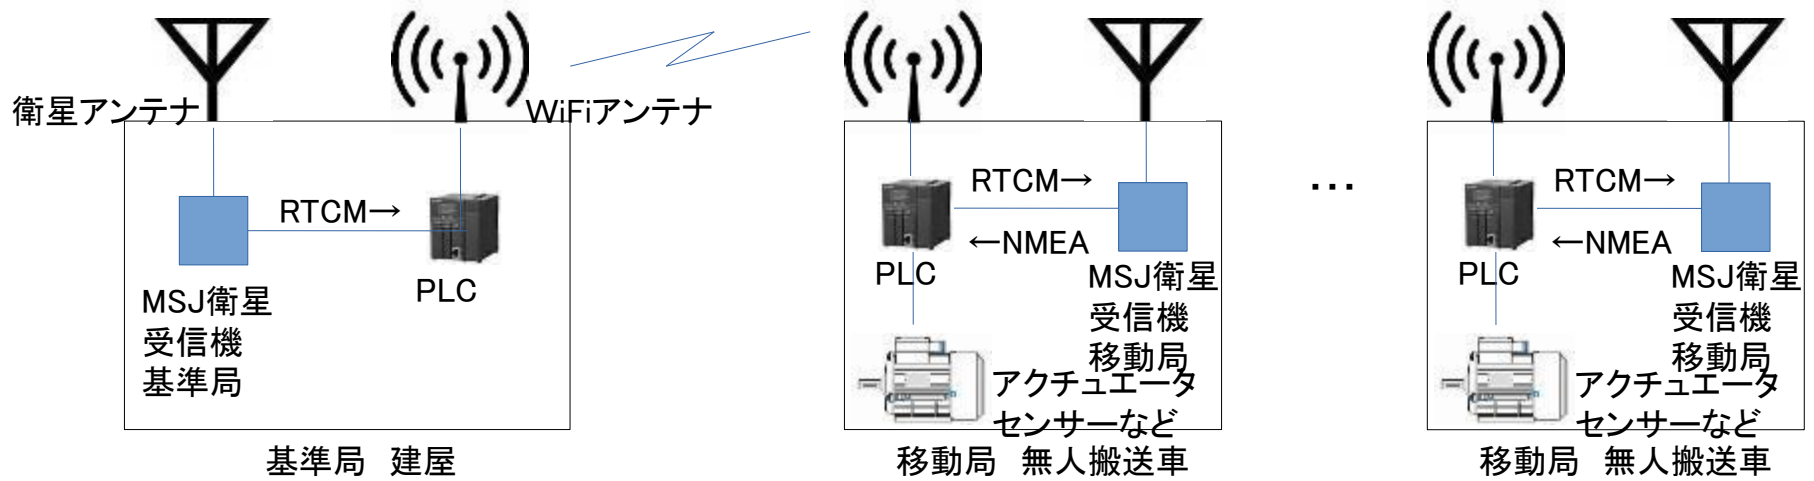 衛星アンテナ
WiFiアンテナ
RTCM→
MSJ衛星
受信機
基準局
PLC
基準局　建屋
RTCM→
←NMEA
PLC
MSJ衛星
受信機
移動局
アクチュエータ
センサーなど
移動局　無人搬送車
…
RTCM→
←NMEA
PLC
MSJ衛星
受信機
移動局
アクチュエータ
センサーなど
移動局　無人搬送車